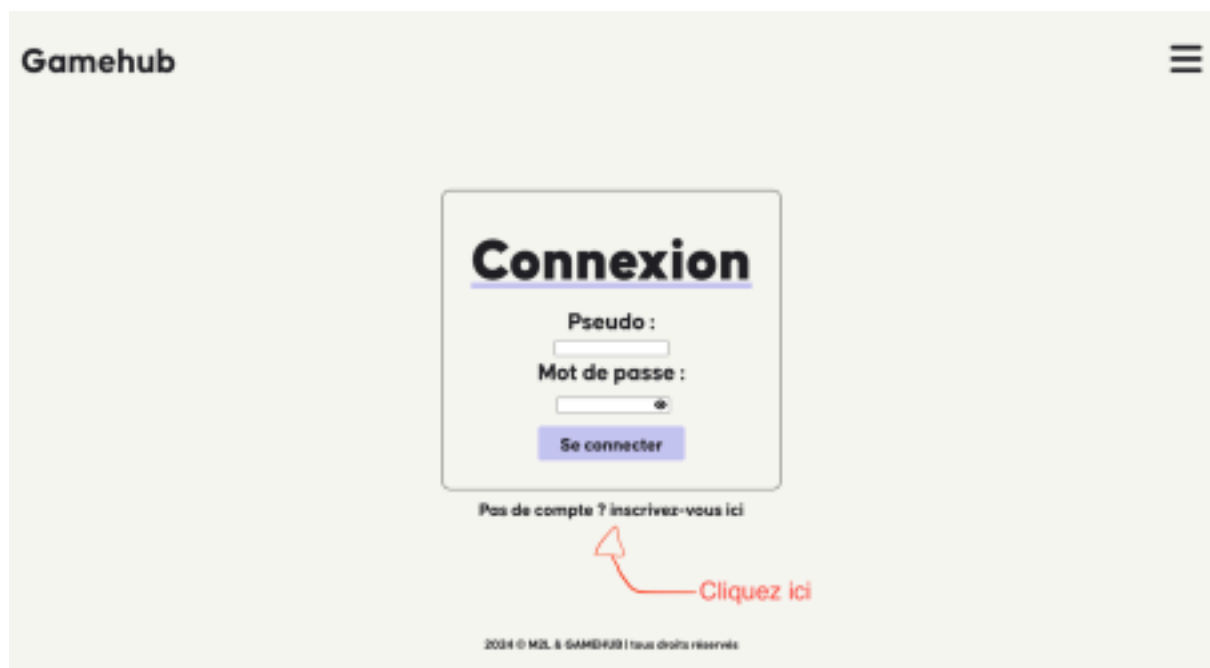 Gamehub
Connexion
Pseudo :
Mot de passe :
Se connecter
Pas de compte ? inscrivez-vous ici
Cliquez ici
2024 © M2L & GAMEHUB | tous droits réservés